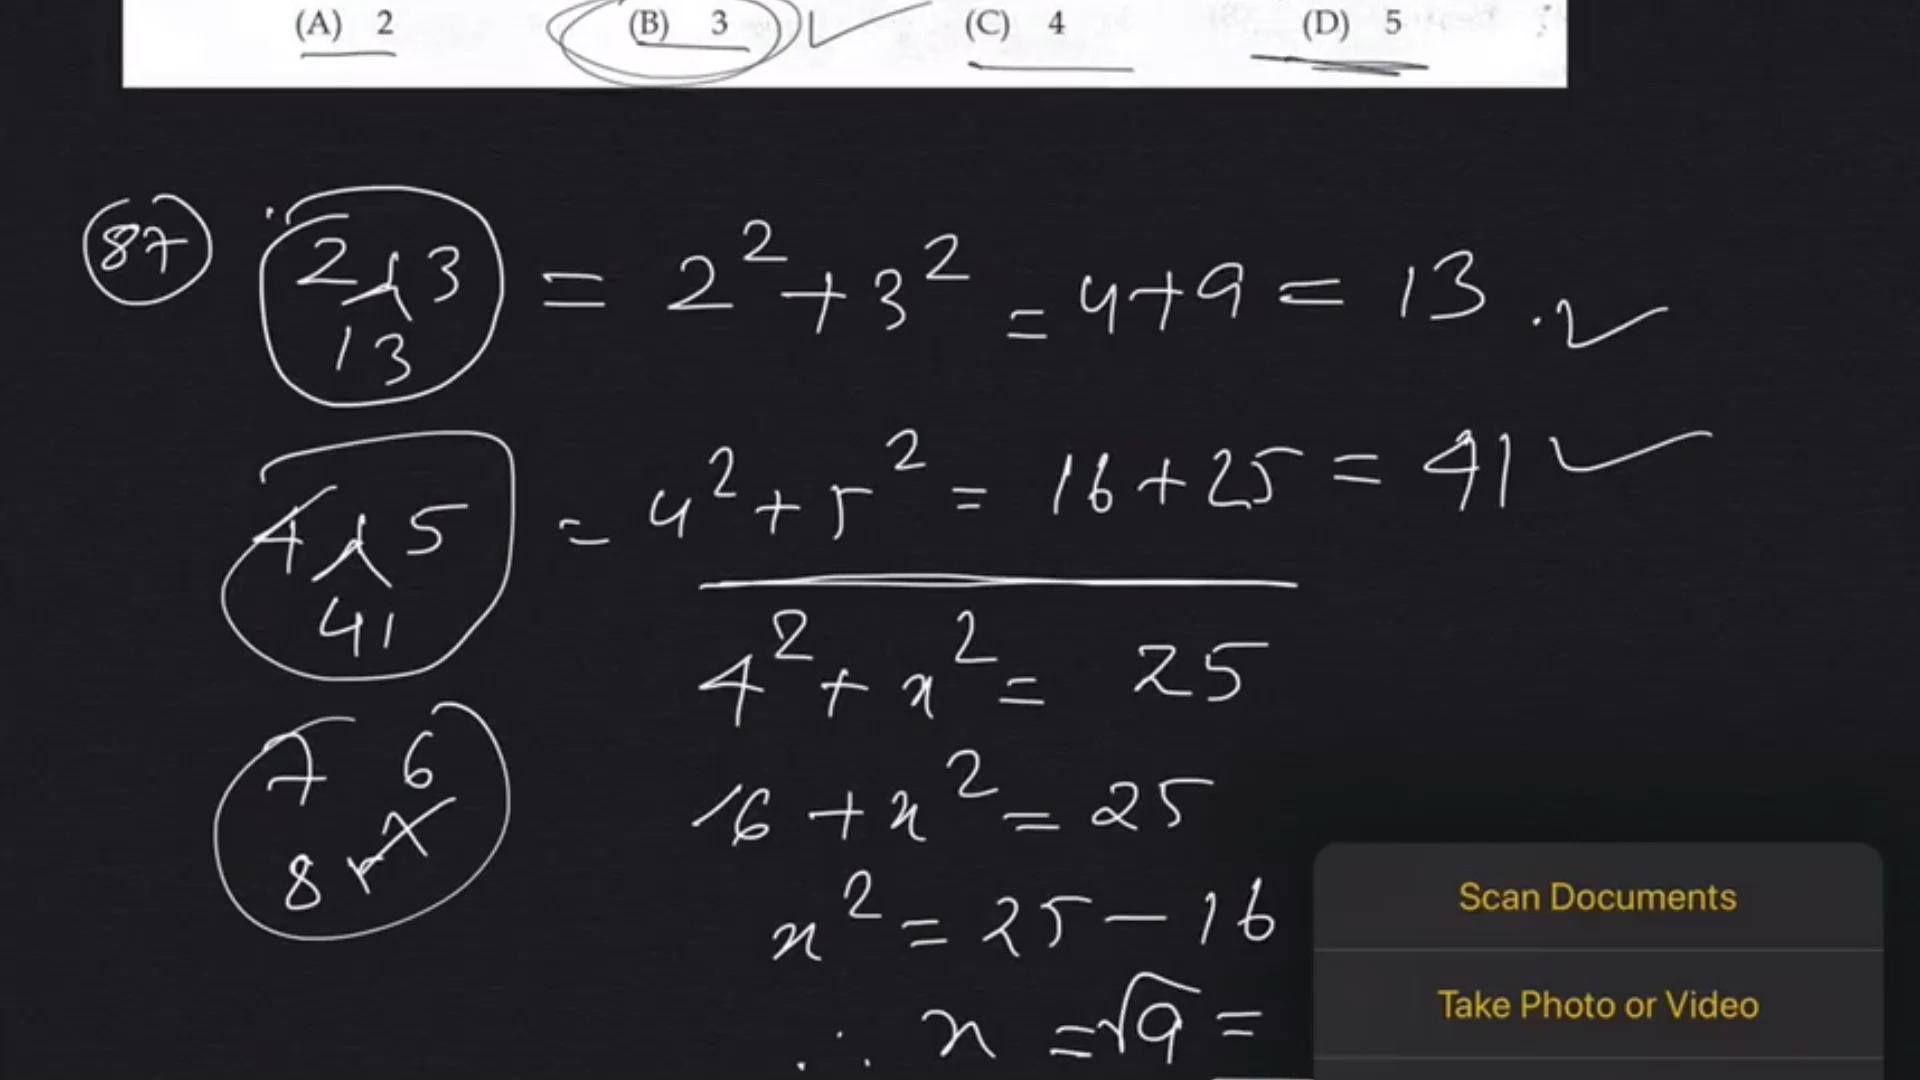 (A) 2 (B) 3 (C) 4 (D) 5
87
2 3
13
= 2² + 3² = 4+9 = 13
4 5
41
= 4² + 5² = 16+25 = 41
4² + x² = 25
7 6
8
16 + x² = 25
x² = 25 - 16
∴ x = √9 =
Scan Documents
Take Photo or Video